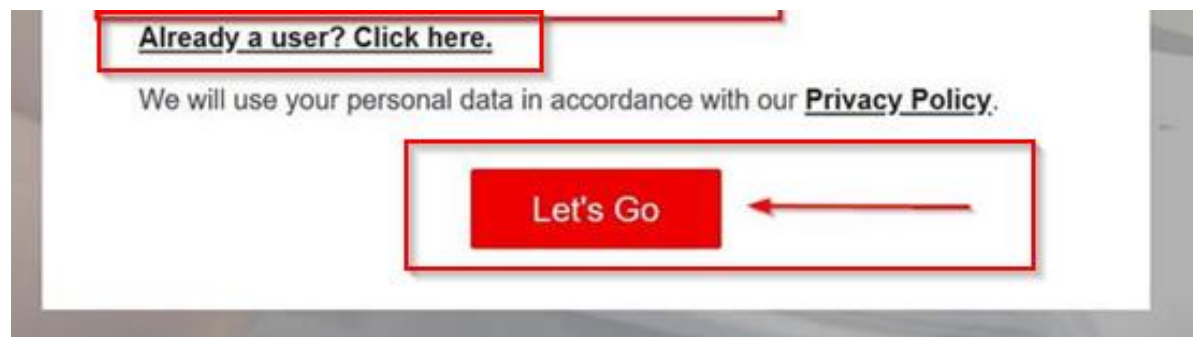 Already a user? Click here.
We will use your personal data in accordance with our Privacy Policy.
Let's Go